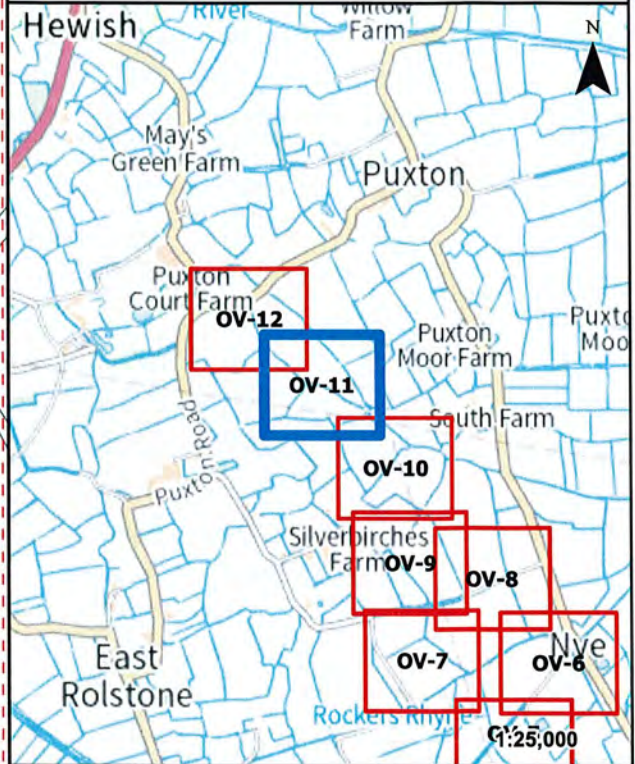 River
Hewish
Willow
Farm
N
May's
Green Farm
Puxton
Puxton
Court Farm
OV-12
Puxton
Moor Farm
OV-11
South Farm
Puxton Road
OV-10
Silverbirches
Farm
OV-9
OV-8
Nye
OV-7
OV-6
East
Rolstone
Rockers Rhyne
1:25,000